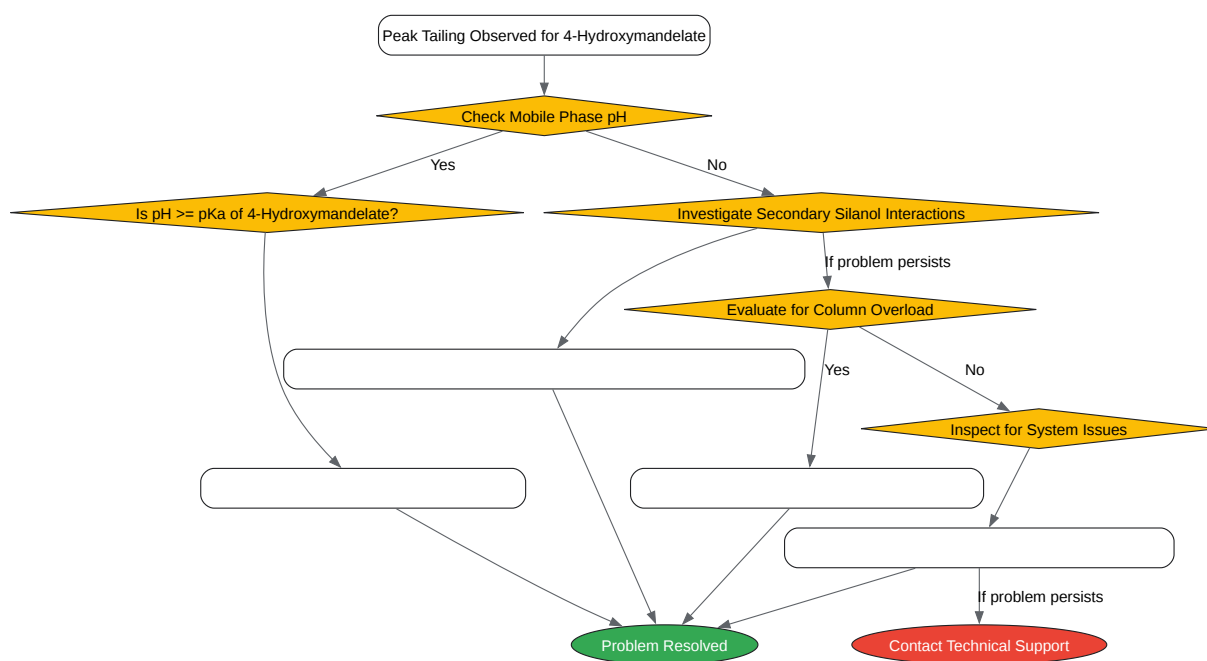 Peak Tailing Observed for 4-Hydroxymandelate
Check Mobile Phase pH
Yes
No
Is pH >= pKa of 4-Hydroxymandelate?
Investigate Secondary Silanol Interactions
If problem persists
Evaluate for Column Overload
Yes
No
Inspect for System Issues
If problem persists
Problem Resolved
Contact Technical Support